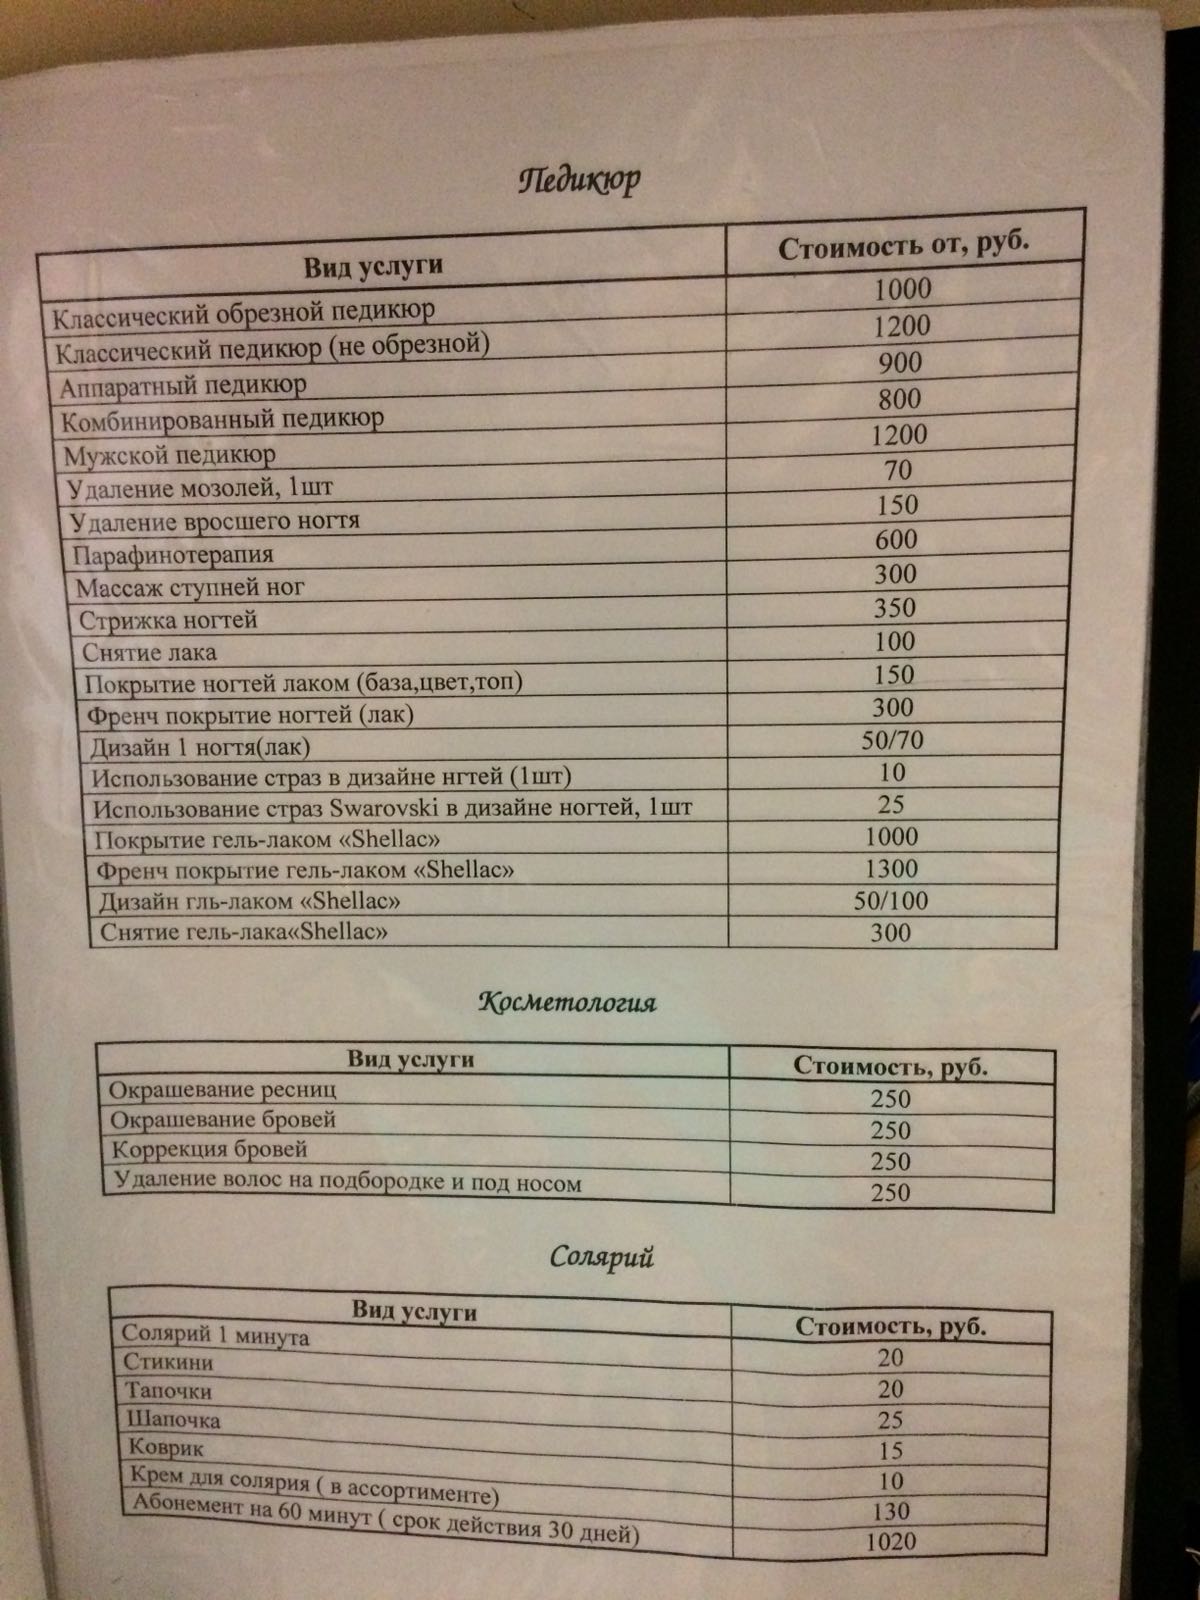 Педикюр
Вид услуги Стоимость от, руб.
Классический обрезной педикюр 1000
Классический педикюр (не обрезной) 1200
Аппаратный педикюр 900
Комбинированный педикюр 800
Мужской педикюр 1200
Удаление мозолей, 1шт 70
Удаление вросшего ногтя 150
Парафинотерапия 600
Массаж ступней ног 300
Стрижка ногтей 350
Снятие лака 100
Покрытие ногтей лаком (база,цвет,топ) 150
Френч покрытие ногтей (лак) 300
Дизайн 1 ногтя(лак) 50/70
Использование страз в дизайне нгтей (1шт) 10
Использование страз Swarovski в дизайне ногтей, 1шт 25
Покрытие гель-лаком «Shellac» 1000
Френч покрытие гель-лаком «Shellac» 1300
Дизайн гль-лаком «Shellac» 50/100
Снятие гель-лака«Shellac» 300
Косметология
Вид услуги Стоимость, руб.
Окрашевание ресниц 250
Окрашевание бровей 250
Коррекция бровей 250
Удаление волос на подбородке и под носом 250
Солярий
Вид услуги Стоимость, руб.
Солярий 1 минута 20
Стикини 20
Тапочки 25
Шапочка 15
Коврик 10
Крем для солярия ( в ассортименте) 130
Абонемент на 60 минут ( срок действия 30 дней) 1020